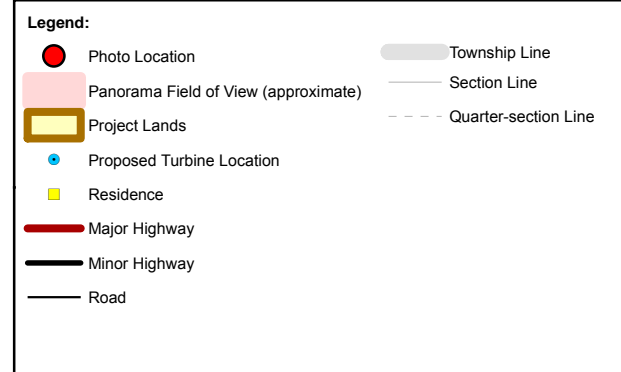 Legend:
Photo Location
Panorama Field of View (approximate)
Project Lands
Proposed Turbine Location
Residence
Major Highway
Minor Highway
Road
Township Line
Section Line
Quarter-section Line